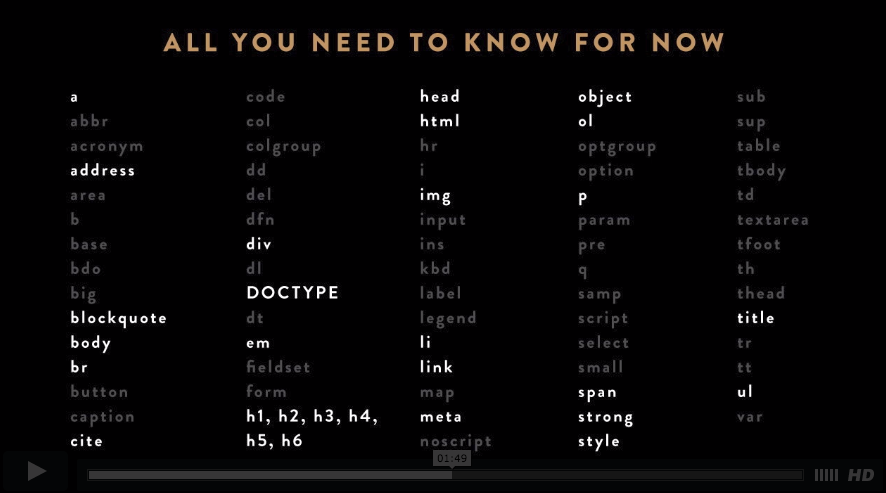 ALL YOU NEED TO KNOW FOR NOW
a
abbr
acronym
address
area
b
base
bdo
big
blockquote
body
br
button
caption
cite
code
col
colgroup
dd
del
dfn
div
dl
DOCTYPE
dt
em
fieldset
form
h1, h2, h3, h4,
h5, h6
head
html
hr
i
img
input
ins
kbd
label
legend
li
link
map
meta
noscript
object
ol
optgroup
option
p
param
pre
q
samp
script
select
small
span
strong
style
sub
sup
table
tbody
td
textarea
tfoot
th
thead
title
tr
tt
ul
var
01:49
HD